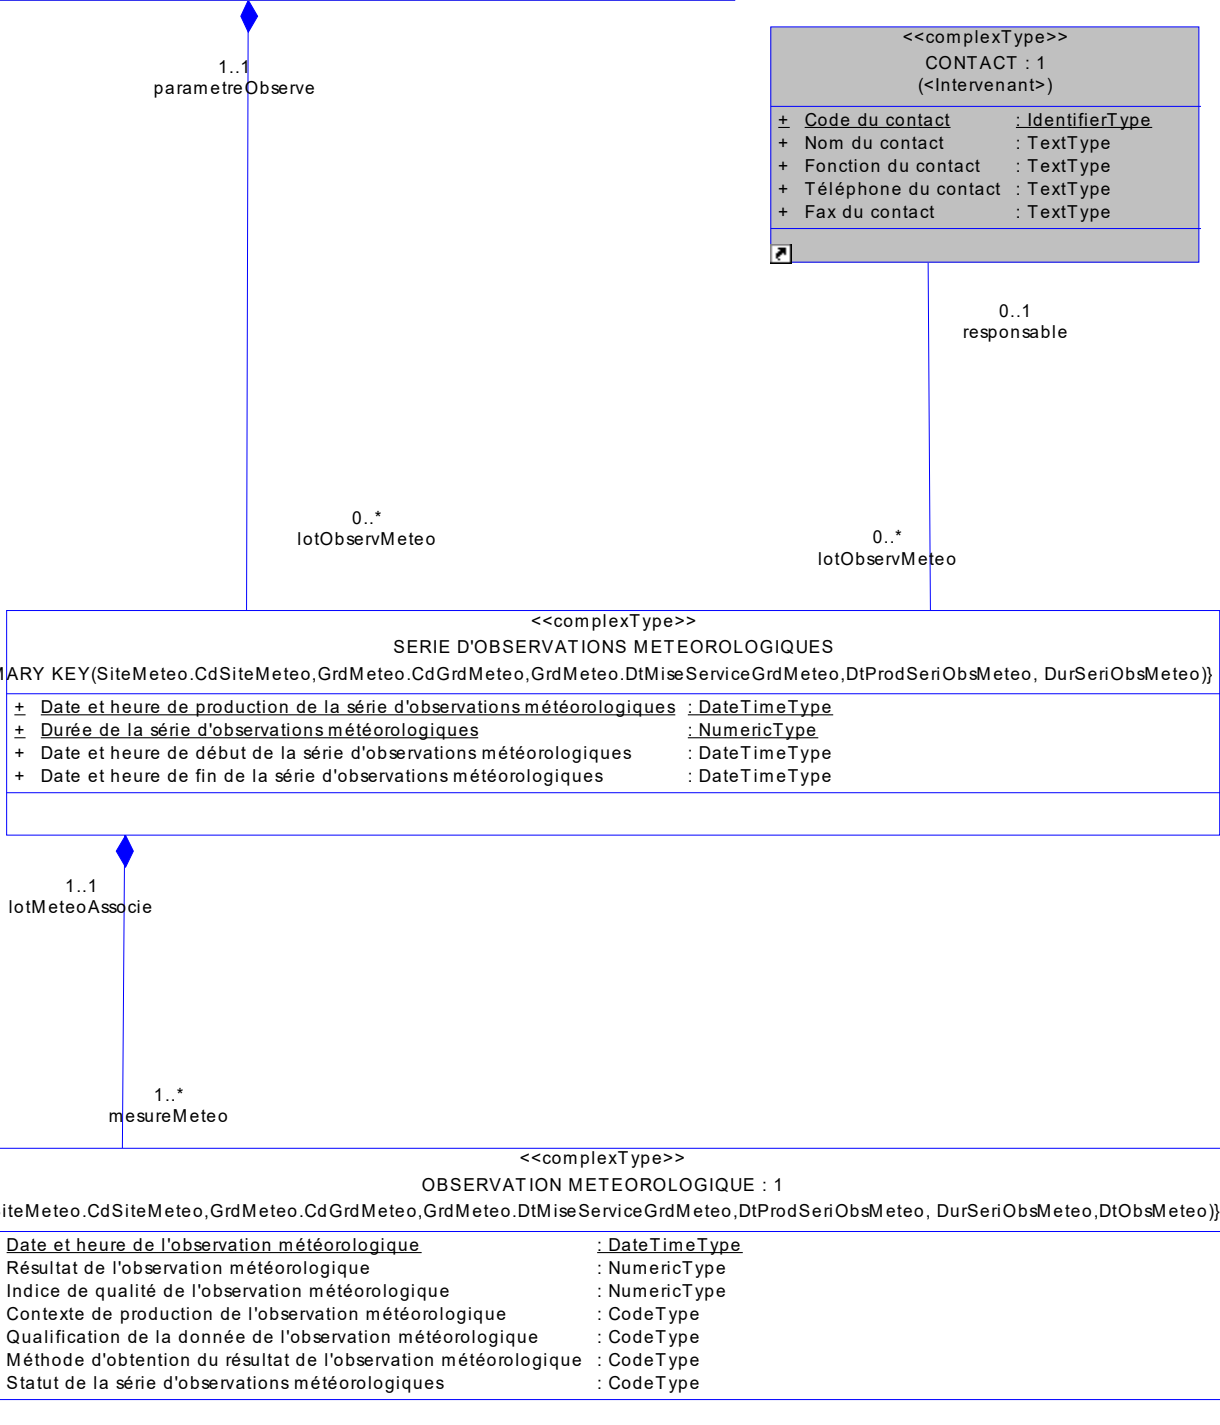 1..1
parametreObserve
<<complexType>>
CONTACT : 1
(<Intervenant>)
+ Code du contact : IdentifierType
+ Nom du contact : TextType
+ Fonction du contact : TextType
+ Téléphone du contact : TextType
+ Fax du contact : TextType
0..1
responsable
0..*
lotObservMeteo
0..*
lotObservMeteo
<<complexType>>
SERIE D'OBSERVATIONS METEOROLOGIQUES
MARY KEY(SiteMeteo.CdSiteMeteo,GrdMeteo.CdGrdMeteo,GrdMeteo.DtMiseServiceGrdMeteo,DtProdSeriObsMeteo, DurSeriObsMeteo)}
+ Date et heure de production de la série d'observations météorologiques : DateTimeType
+ Durée de la série d'observations météorologiques : NumericType
+ Date et heure de début de la série d'observations météorologiques : DateTimeType
+ Date et heure de fin de la série d'observations météorologiques : DateTimeType
1..1
lotMeteoAssocie
1..*
mesureMeteo
<<complexType>>
OBSERVATION METEOROLOGIQUE : 1
SiteMeteo.CdSiteMeteo,GrdMeteo.CdGrdMeteo,GrdMeteo.DtMiseServiceGrdMeteo,DtProdSeriObsMeteo, DurSeriObsMeteo,DtObsMeteo)}
Date et heure de l'observation météorologique : DateTimeType
Résultat de l'observation météorologique : NumericType
Indice de qualité de l'observation météorologique : NumericType
Contexte de production de l'observation météorologique : CodeType
Qualification de la donnée de l'observation météorologique : CodeType
Méthode d'obtention du résultat de l'observation météorologique : CodeType
Statut de la série d'observations météorologiques : CodeType